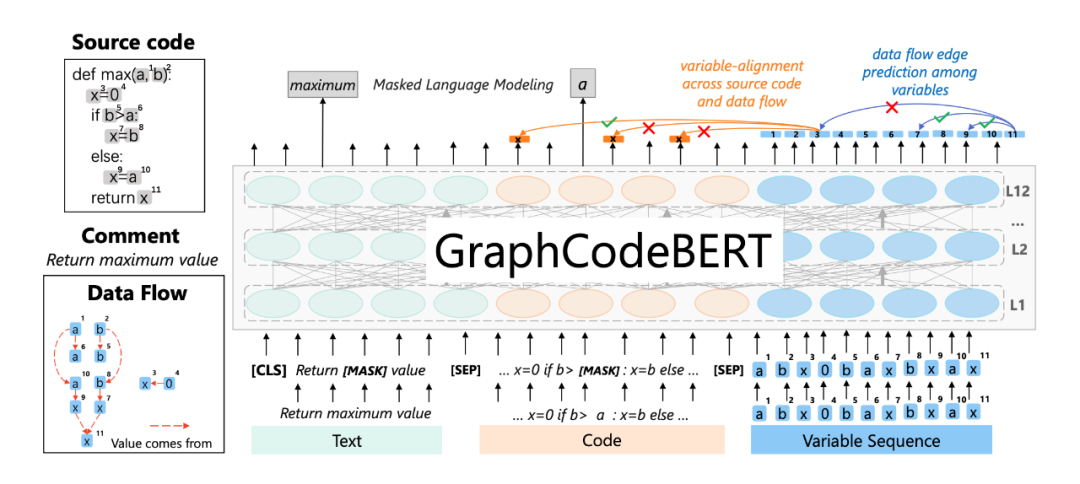 Source code
def max(a, b):
1 2
x=0
3 4
if b>a:
5 6
x=b
7 8
else:
x=a
9 10
return x
11
Comment
Return maximum value
Data Flow
1 2
a b
6 5
a b
10 8 3 4
a b x 0
9 7
x x
11
x
Value comes from
maximum
Masked Language Modeling
a
variable-alignment
across source code
and data flow
data flow edge
prediction among
variables
x x x
1 2 3 4 5 6 7 8 9 10 11
L12
...
L2
L1
GraphCodeBERT
[CLS] Return [MASK] value [SEP] ... x=0 if b> [MASK] : x=b else ... [SEP]
1 2 3 4 5 6 7 8 9 10 11
a b x 0 b a x b x a x
Return maximum value
... x=0 if b> a : x=b else ...
1 2 3 4 5 6 7 8 9 10 11
a b x 0 b a x b x a x
Text
Code
Variable Sequence